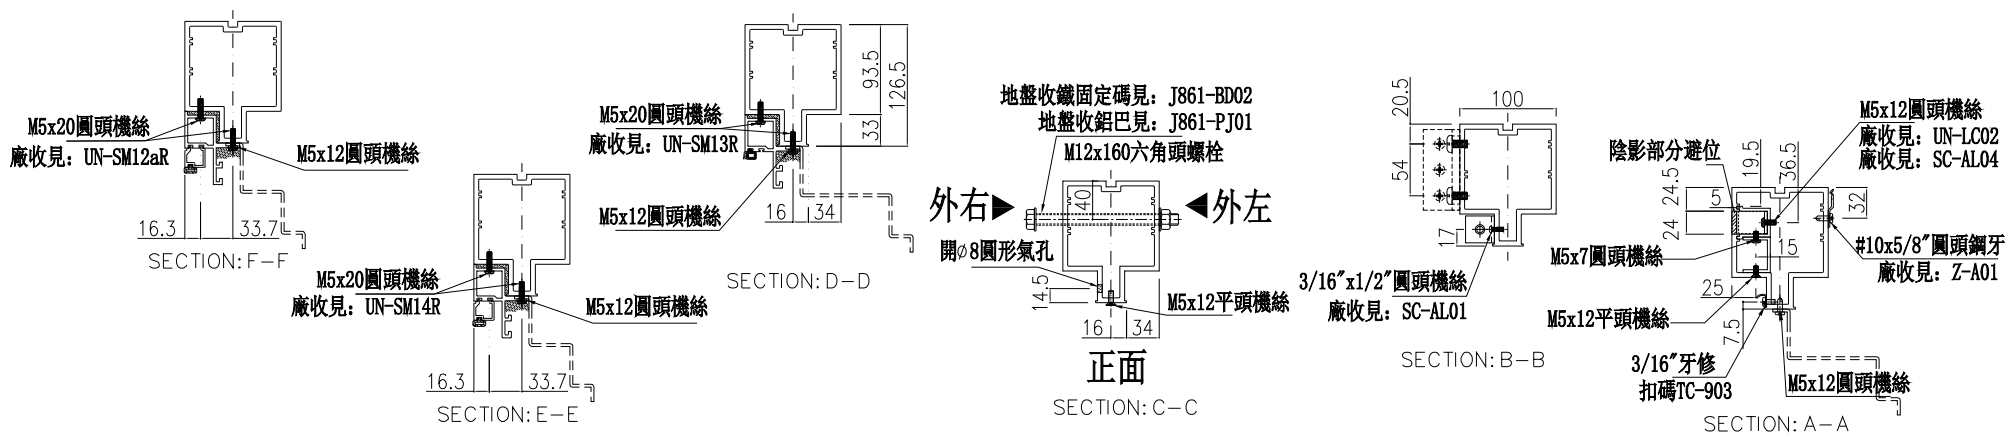 M5x20圓頭機絲
廠收見: UN-SM12aR
M5x12圓頭機絲
16.3
33.7
SECTION: F-F
M5x20圓頭機絲
廠收見: UN-SM14R
M5x12圓頭機絲
16.3
33.7
SECTION: E-E
M5x20圓頭機絲
廠收見: UN-SM13R
M5x12圓頭機絲
93.5
126.5
33
16
34
SECTION: D-D
地盤收鐵固定碼見: J861-BD02
地盤收鋁巴見: J861-PJ01
M12x160六角頭螺栓
40
外右
外左
開φ8圓形氣孔
14.5
M5x12平頭機絲
16
34
正面
SECTION: C-C
20.5
100
54
17
3/16"x1/2"圓頭機絲
廠收見: SC-AL01
SECTION: B-B
M5x12圓頭機絲
廠收見: UN-LC02
廠收見: SC-AL04
陰影部分避位
19.5
36.5
24.5
5
32
24
M5x7圓頭機絲
15
#10x5/8"圓頭鋼牙
廠收見: Z-A01
25
M5x12平頭機絲
7.5
3/16"牙修
扣碼TC-903
M5x12圓頭機絲
SECTION: A-A